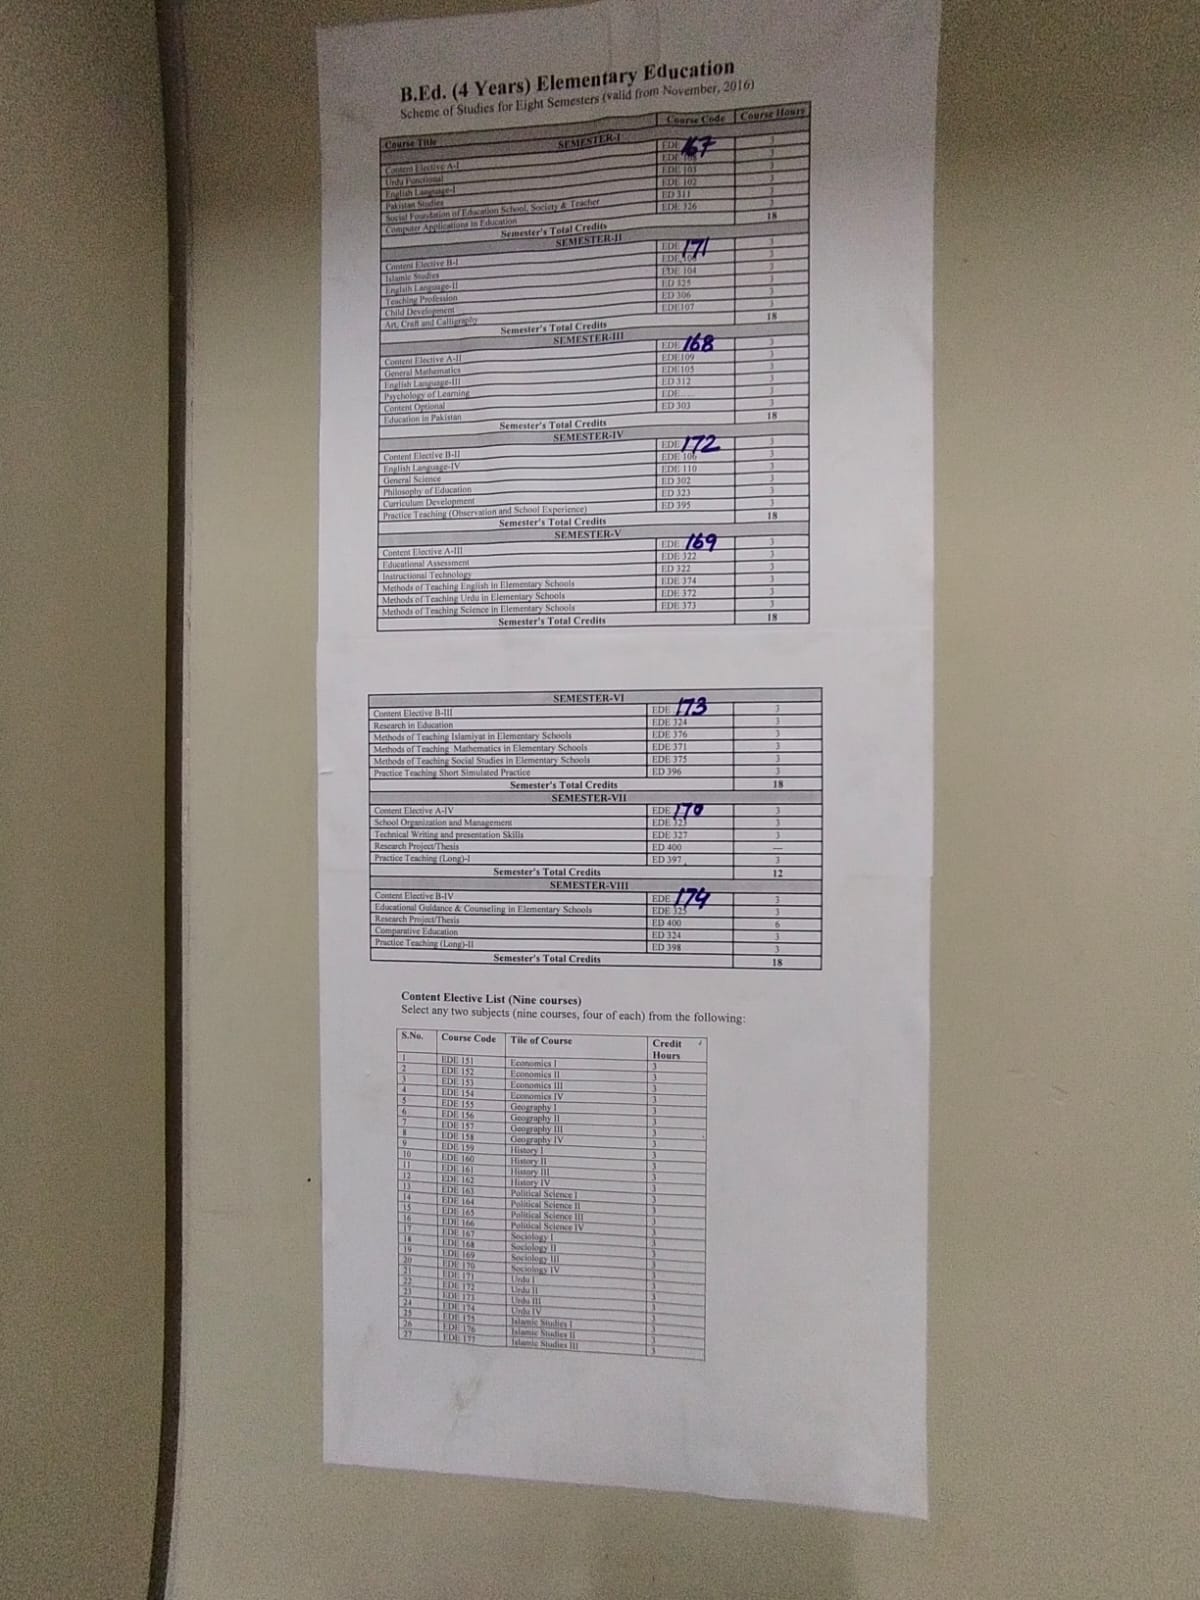 B.Ed. (4 Years) Elementary Education
Scheme of Studies for Eight Semesters (valid from November, 2016)
Course Title Course Code Course Hours
SEMESTER-I
Content Elective A-I EDE 167 3
Urdu Functional EDE 3
English Language-I EDE 103 3
Pakistan Studies EDE 102 3
Social Foundation of Education School, Society & Teacher ED 311 3
Computer Applications in Education EDE 326 3
Semester's Total Credits 18
SEMESTER-II
Content Elective B-I EDE 171 3
Islamic Studies EDE 3
English Language-II EDE 104 3
Teaching Profession ED 325 3
Child Development ED 306 3
Art, Craft and Calligraphy EDE107 3
Semester's Total Credits 18
SEMESTER-III
Content Elective A-II EDE 168 3
General Mathematics EDE109 3
English Language-III EDE105 3
Psychology of Learning ED 312 3
Content Optional EDE 3
Education in Pakistan ED 303 3
Semester's Total Credits 18
SEMESTER-IV
Content Elective B-II EDE 172 3
English Language-IV EDE 106 3
General Science EDE 110 3
Philosophy of Education ED 302 3
Curriculum Development ED 323 3
Practice Teaching (Observation and School Experience) ED 395 3
Semester's Total Credits 18
SEMESTER-V
Content Elective A-III EDE 169 3
Educational Assessment EDE 322 3
Instructional Technology ED 322 3
Methods of Teaching English in Elementary Schools EDE 374 3
Methods of Teaching Urdu in Elementary Schools EDE 372 3
Methods of Teaching Science in Elementary Schools EDE 373 3
Semester's Total Credits 18
SEMESTER-VI
Content Elective B-III EDE 173 3
Research in Education EDE 324 3
Methods of Teaching Islamiyat in Elementary Schools EDE 376 3
Methods of Teaching Mathematics in Elementary Schools EDE 371 3
Methods of Teaching Social Studies in Elementary Schools EDE 375 3
Practice Teaching Short Simulated Practice ED 396 3
Semester's Total Credits 18
SEMESTER-VII
Content Elective A-IV EDE 170 3
School Organization and Management EDE 323 3
Technical Writing and presentation Skills EDE 327 3
Research Project/Thesis ED 400 —
Practice Teaching (Long)-I ED 397 3
Semester's Total Credits 12
SEMESTER-VIII
Content Elective B-IV EDE 174 3
Educational Guidance & Counseling in Elementary Schools EDE 325 3
Research Project/Thesis ED 400 6
Comparative Education ED 324 3
Practice Teaching (Long)-II ED 398 3
Semester's Total Credits 18
Content Elective List (Nine courses)
Select any two subjects (nine courses, four of each) from the following:
S.No. Course Code Tile of Course Credit Hours
1 EDE 151 Economics I 3
2 EDE 152 Economics II 3
3 EDE 153 Economics III 3
4 EDE 154 Economics IV 3
5 EDE 155 Geography I 3
6 EDE 156 Geography II 3
7 EDE 157 Geography III 3
8 EDE 158 Geography IV 3
9 EDE 159 History I 3
10 EDE 160 History II 3
11 EDE 161 History III 3
12 EDE 162 History IV 3
13 EDE 163 Political Science I 3
14 EDE 164 Political Science II 3
15 EDE 165 Political Science III 3
16 EDE 166 Political Science IV 3
17 EDE 167 Sociology I 3
18 EDE 168 Sociology II 3
19 EDE 169 Sociology III 3
20 EDE 170 Sociology IV 3
21 EDE 171 Urdu I 3
22 EDE 172 Urdu II 3
23 EDE 173 Urdu III 3
24 EDE 174 Urdu IV 3
25 EDE 175 Islamic Studies I 3
26 EDE 176 Islamic Studies II 3
27 EDE 177 Islamic Studies III 3